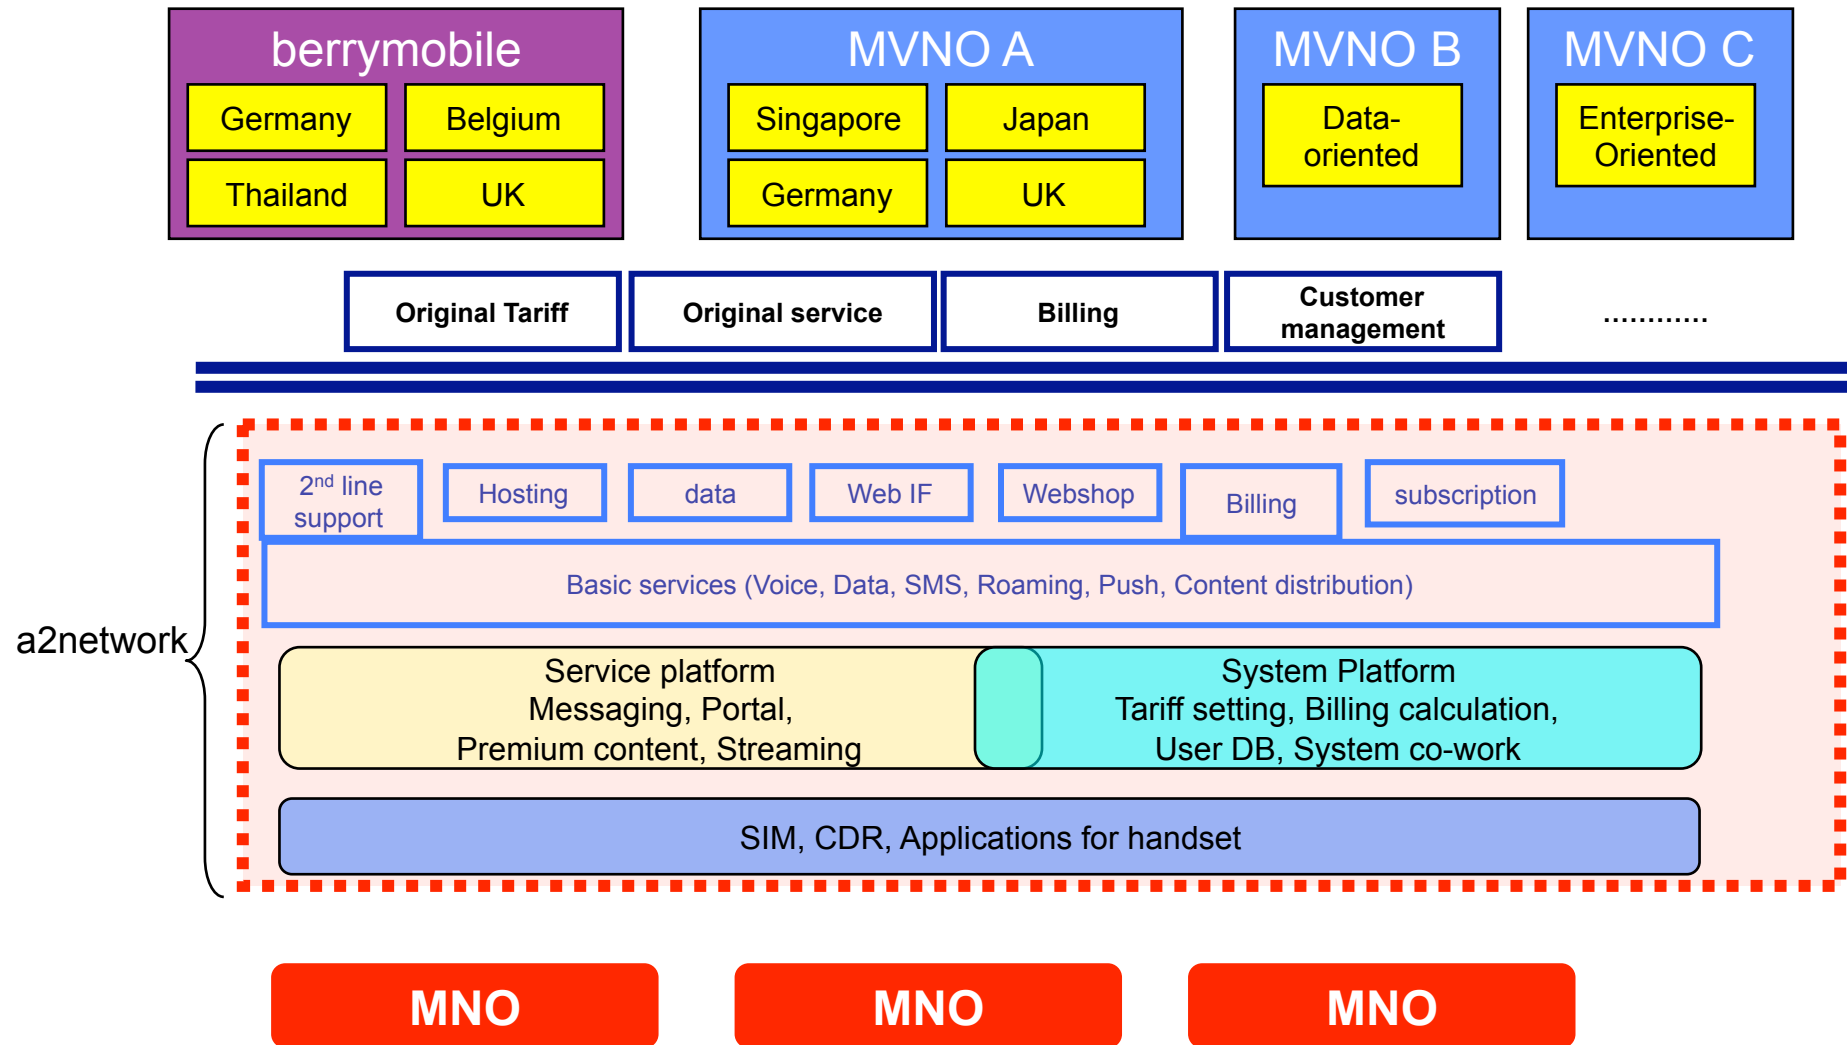 berrymobile
MVNO A
MVNO B
MVNO C
Germany
Belgium
Thailand
UK
Singapore
Japan
Germany
UK
Data-
oriented
Enterprise-
Oriented
Original Tariff
Original service
Billing
Customer
management
............
a2network
2nd line
support
Hosting
data
Web IF
Webshop
Billing
subscription
Basic services (Voice, Data, SMS, Roaming, Push, Content distribution)
Service platform
Messaging, Portal,
Premium content, Streaming
System Platform
Tariff setting, Billing calculation,
User DB, System co-work
SIM, CDR, Applications for handset
MNO
MNO
MNO